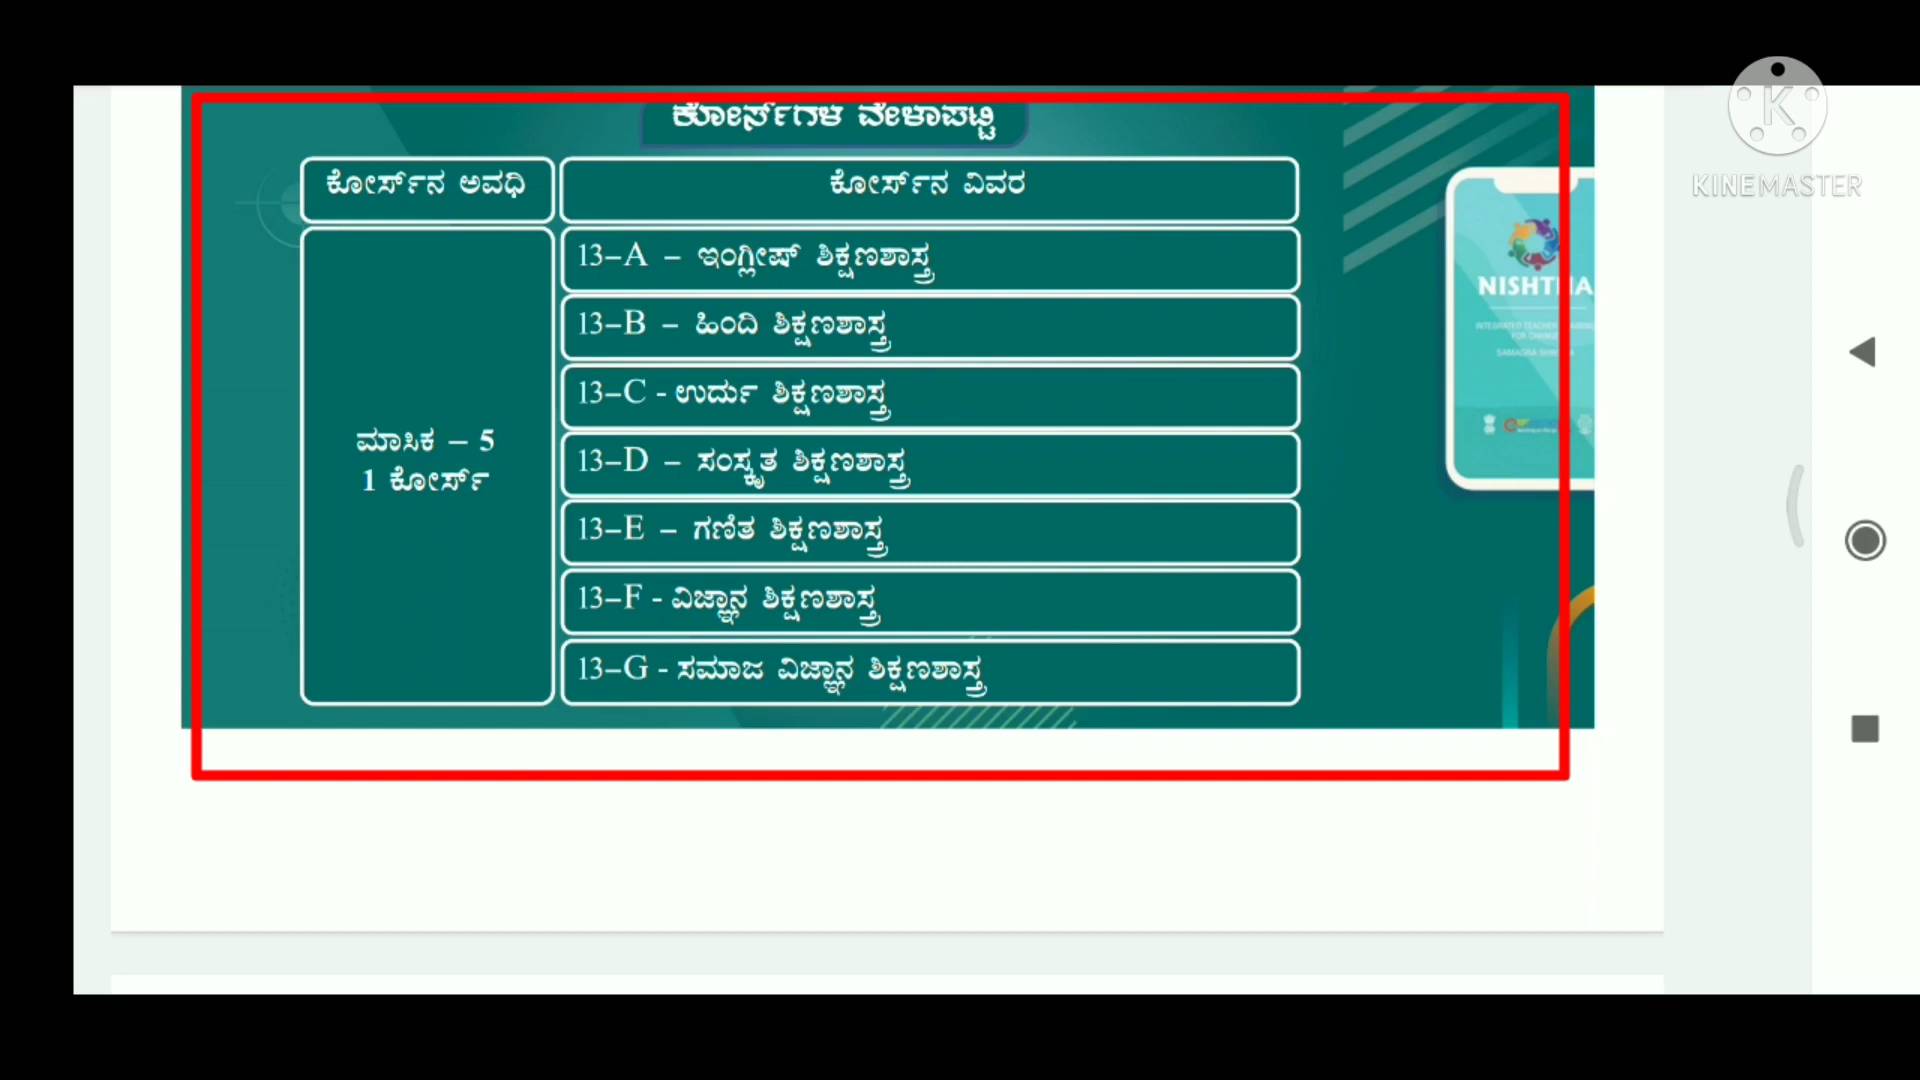 ಕೋರ್ಸ್‌ಗಳ ವೇಳಾಪಟ್ಟಿ
ಕೋರ್ಸ್‌ನ ಅವಧಿ
ಕೋರ್ಸ್‌ನ ವಿವರ
ಮಾಸಿಕ – 5
1 ಕೋರ್ಸ್
13–A – ಇಂಗ್ಲೀಷ್ ಶಿಕ್ಷಣಶಾಸ್ತ್ರ
13–B – ಹಿಂದಿ ಶಿಕ್ಷಣಶಾಸ್ತ್ರ
13–C - ಉರ್ದು ಶಿಕ್ಷಣಶಾಸ್ತ್ರ
13–D – ಸಂಸ್ಕೃತ ಶಿಕ್ಷಣಶಾಸ್ತ್ರ
13–E – ಗಣಿತ ಶಿಕ್ಷಣಶಾಸ್ತ್ರ
13–F - ವಿಜ್ಞಾನ ಶಿಕ್ಷಣಶಾಸ್ತ್ರ
13–G - ಸಮಾಜ ವಿಜ್ಞಾನ ಶಿಕ್ಷಣಶಾಸ್ತ್ರ
NISHTHA
K
KINEMASTER